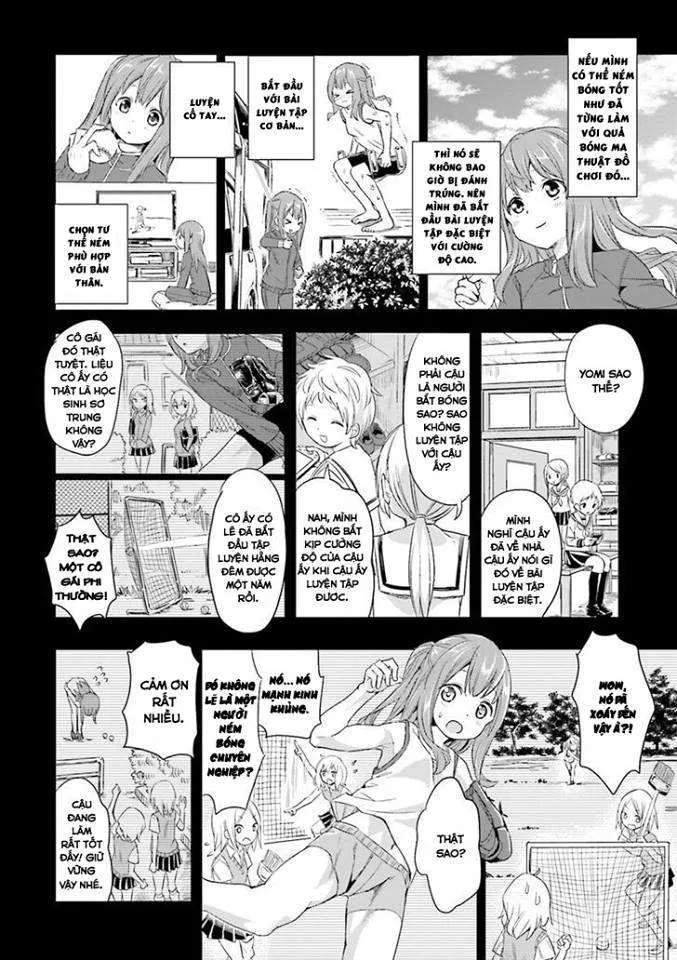 NẾU MÌNH
CÓ THỂ NÉM
BÓNG TỐT
NHƯ ĐÃ
TỪNG LÀM
VỚI QUẢ
BÓNG MA
THUẬT ĐỒ
CHƠI ĐÓ...
THÌ NÓ SẼ
KHÔNG BAO
GIỜ BỊ ĐÁNH
TRÚNG. NÊN
MÌNH ĐÃ BẮT
ĐẦU BÀI LUYỆN
TẬP ĐẶC BIỆT
VỚI CƯỜNG
ĐỘ CAO.
BẮT ĐẦU
VỚI BÀI
LUYỆN TẬP
CƠ BẢN...
LUYỆN
CỔ TAY...
CHỌN TƯ
THẾ NÉM
PHÙ HỢP
VỚI BẢN
THÂN.
YOMI SAO
THẾ?
MÌNH
NGHĨ CẬU ẤY
ĐÃ VỀ NHÀ.
CẬU ẤY NÓI GÌ
ĐÓ VỀ BÀI
LUYỆN TẬP
ĐẶC BIỆT.
KHÔNG
PHẢI CẬU
LÀ NGƯỜI
BẮT BÓNG
SAO? SAO
KHÔNG
LUYỆN TẬP
VỚI CẬU
ẤY?
NAH, MÌNH
KHÔNG BẮT
KỊP CƯỜNG
ĐỘ CỦA CẬU
ẤY KHI CẬU ẤY
LUYỆN TẬP
ĐƯƠC.
CÔ GÁI
ĐÓ THẬT
TUYỆT. LIỆU
CÔ ẤY CÓ
THẬT LÀ HỌC
SINH SƠ
TRUNG
KHÔNG
VẬY?
CÔ ẤY CÓ
LẼ ĐÃ BẮT
ĐẦU TẬP
LUYỆN HẰNG
ĐÊM ĐƯỢC
MỘT NĂM
RỒI.
THẬT
SAO?
MỘT CÔ
GÁI PHI
THƯỜNG!
WOW,
NÓ ĐÃ
XOÁY ĐẾN
VẬY À?!
NÓ... NÓ
MẠNH KINH
KHỦNG.
ĐÓ KHÔNG
LẼ LÀ MỘT
NGƯỜI
NÉM
BÓNG
CHUYÊN
NGHIỆP?
THẬT
SAO?
CẢM ƠN
RẤT
NHIỀU.
CẬU
ĐANG
LÀM
RẤT TỐT
ĐẤY! GIỮ
VỮNG
VẬY NHÉ.